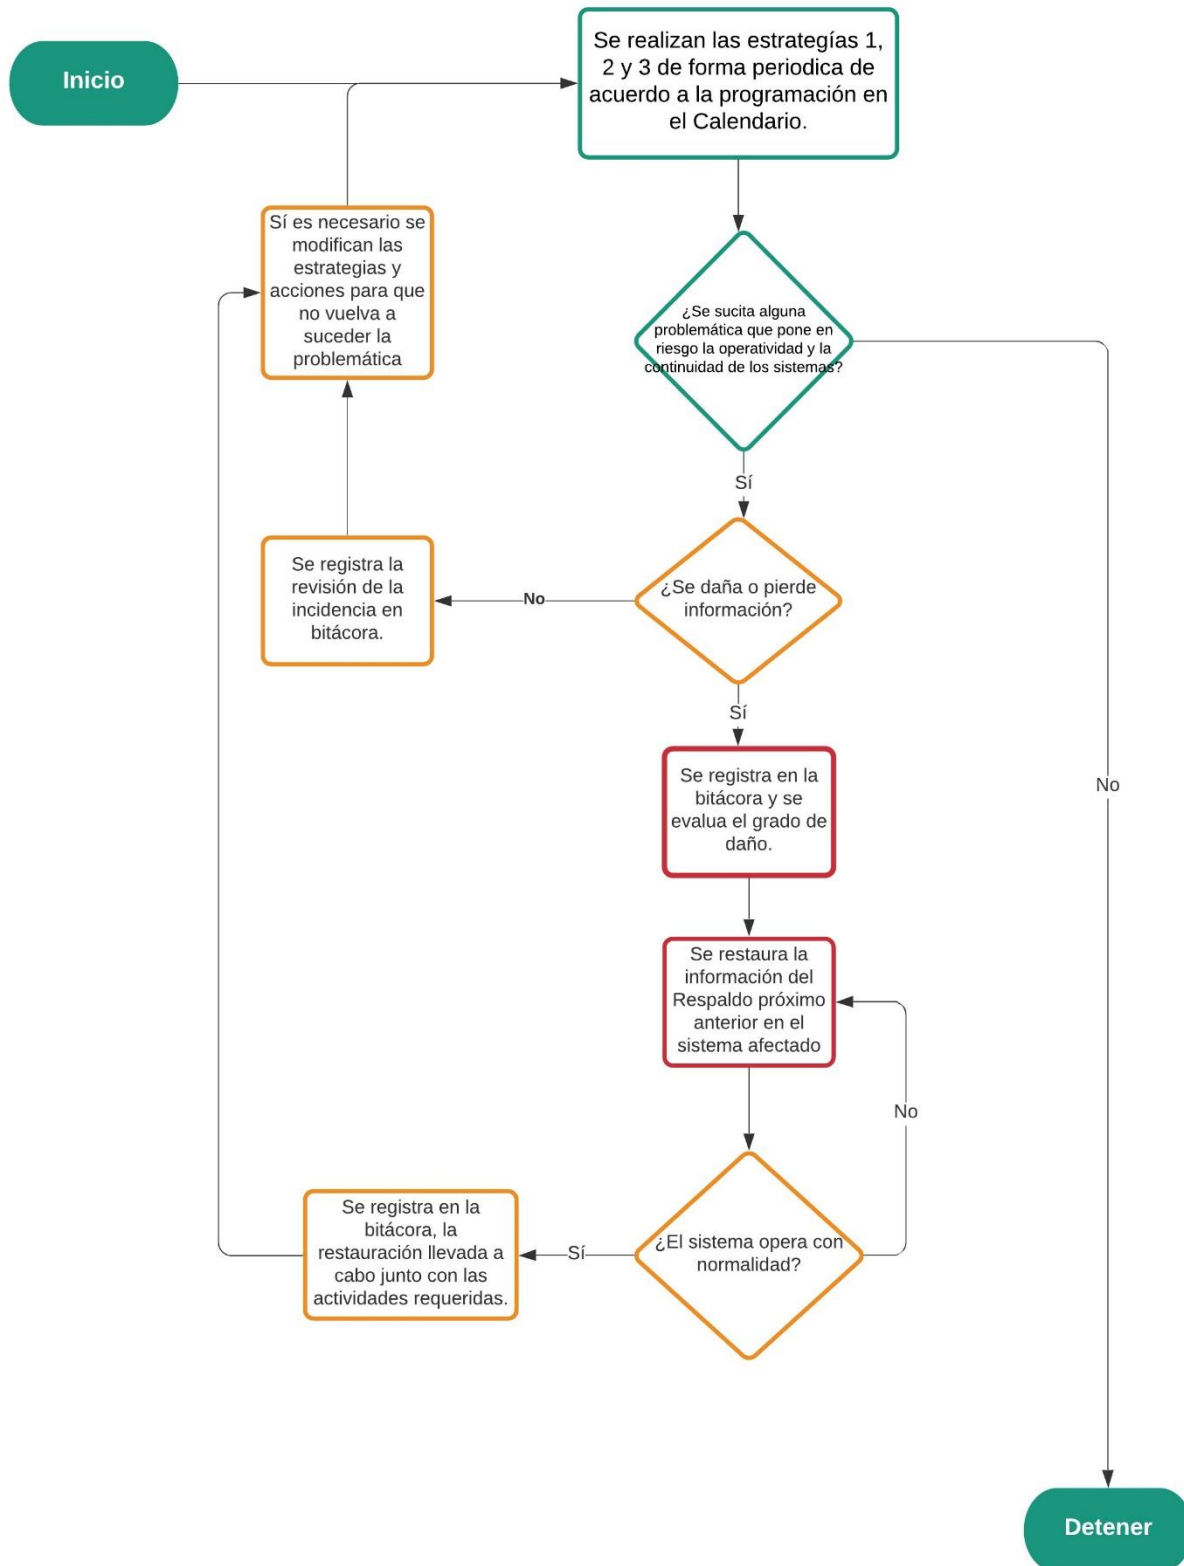 Inicio
Se realizan las estrategías 1,
2 y 3 de forma periodica de
acuerdo a la programación en
el Calendario.
Sí es necesario se
modifican las
estrategias y
acciones para que
no vuelva a
suceder la
problemática
¿Se sucita alguna
problemática que pone en
riesgo la operatividad y la
continuidad de los sistemas?
Sí
Se registra la
revisión de la
incidencia en
bitácora.
No
¿Se daña o pierde
información?
Sí
Se registra en la
bitácora y se
evalua el grado de
daño.
No
Se restaura la
información del
Respaldo próximo
anterior en el
sistema afectado
No
Se registra en la
bitácora, la
restauración llevada a
cabo junto con las
actividades requeridas.
Sí
¿El sistema opera con
normalidad?
Detener